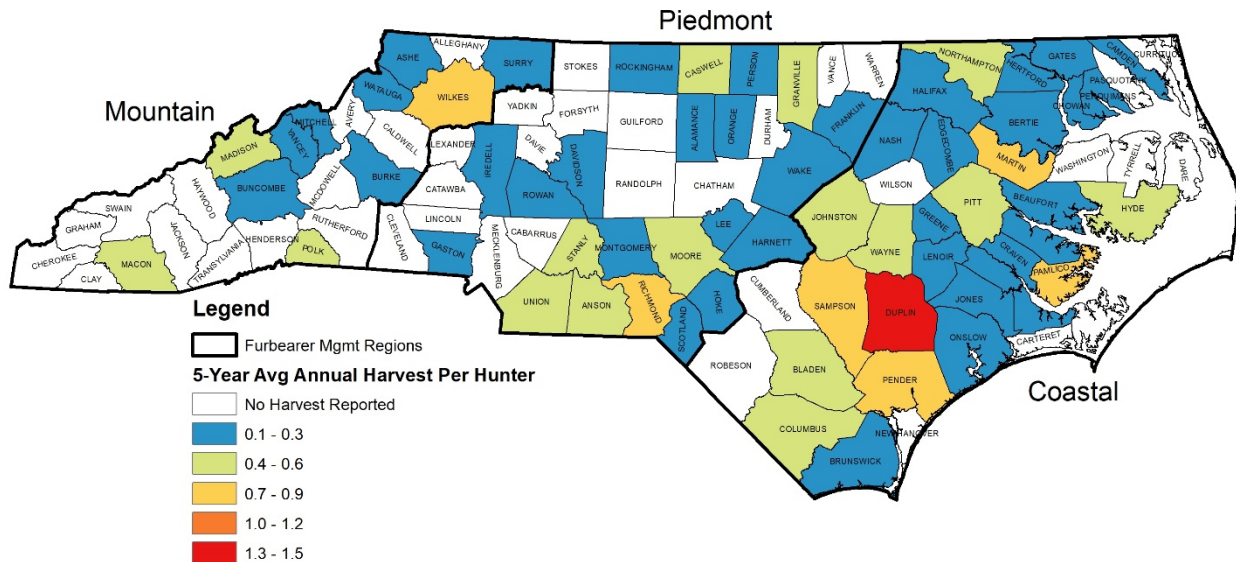 Piedmont
Mountain
Coastal
ALLEGHANY
ASHE
SURRY
STOKES
ROCKINGHAM
CASWELL
PERSON
GRANVILLE
VANCE
WARREN
NORTHAMPTON
HERTFORD
GATES
CAMDEN
CURRITUCK
PASQUOTANK
PERQUIMANS
CHOWAN
WATAUGA
WILKES
YADKIN
FORSYTH
GUILFORD
ALAMANCE
ORANGE
DURHAM
FRANKLIN
HALIFAX
BERTIE
NASH
EDGECOMBE
MARTIN
WASHINGTON
TYRRELL
DARE
MITCHELL
AVERY
CALDWELL
ALEXANDER
DAVIE
IREDELL
DAVIDSON
MADISON
YANCEY
MCDOWELL
BURKE
CATAWBA
ROWAN
RANDOLPH
CHATHAM
WAKE
WILSON
BUNCOMBE
HAYWOOD
SWAIN
GRAHAM
CHEROKEE
CLAY
MACON
JACKSON
TRANSYLVANIA
HENDERSON
POLK
RUTHERFORD
CLEVELAND
LINCOLN
GASTON
MECKLENBURG
CABARRUS
STANLY
MONTGOMERY
MOORE
LEE
HARNETT
JOHNSTON
WAYNE
GREENE
PITT
BEAUFORT
HYDE
LENOIR
CRAVEN
PAMLICO
JONES
UNION
ANSON
RICHMOND
SCOTLAND
HOKE
CUMBERLAND
SAMPSON
DUPLIN
ONSLOW
CARTERET
ROBESON
BLADEN
PENDER
COLUMBUS
NEW HANOVER
BRUNSWICK
Legend
Furbearer Mgmt Regions
5-Year Avg Annual Harvest Per Hunter
No Harvest Reported
0.1 - 0.3
0.4 - 0.6
0.7 - 0.9
1.0 - 1.2
1.3 - 1.5